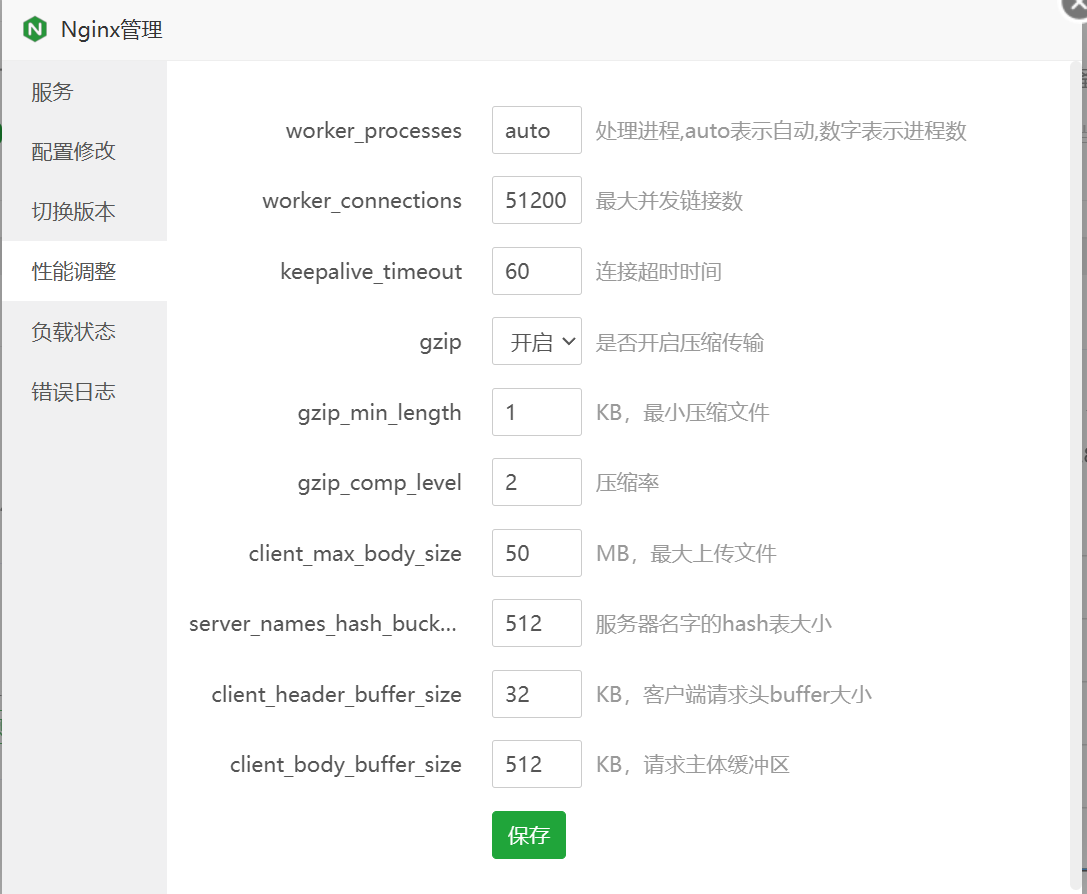 Nginx管理
服务
配置修改
切换版本
性能调整
负载状态
错误日志
worker_processes auto 处理进程,auto表示自动,数字表示进程数
worker_connections 51200 最大并发链接数
keepalive_timeout 60 连接超时时间
gzip 开启 是否开启压缩传输
gzip_min_length 1 KB，最小压缩文件
gzip_comp_level 2 压缩率
client_max_body_size 50 MB，最大上传文件
server_names_hash_buck... 512 服务器名字的hash表大小
client_header_buffer_size 32 KB，客户端请求头buffer大小
client_body_buffer_size 512 KB，请求主体缓冲区
保存